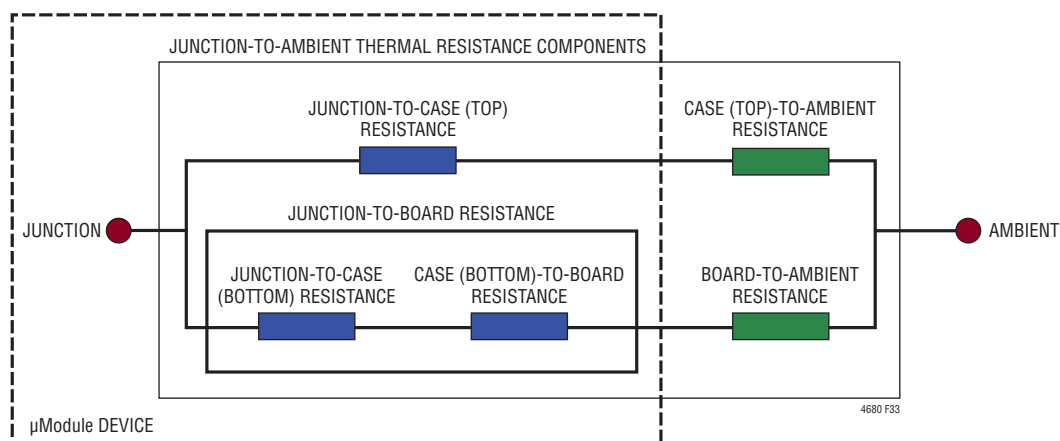 JUNCTION-TO-AMBIENT THERMAL RESISTANCE COMPONENTS
JUNCTION-TO-CASE (TOP)
RESISTANCE
CASE (TOP)-TO-AMBIENT
RESISTANCE
JUNCTION
JUNCTION-TO-BOARD RESISTANCE
AMBIENT
JUNCTION-TO-CASE
(BOTTOM) RESISTANCE
CASE (BOTTOM)-TO-BOARD
RESISTANCE
BOARD-TO-AMBIENT
RESISTANCE
4680 F33
µModule DEVICE